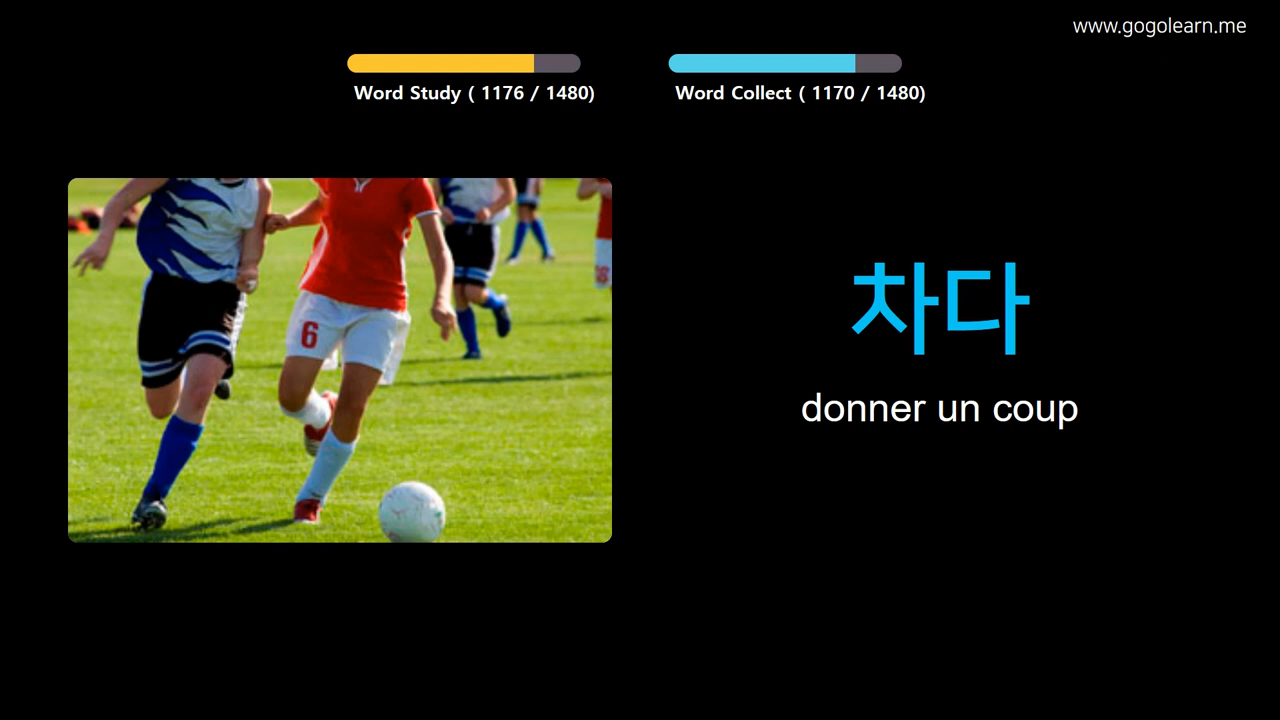 www.gogolearn.me
Word Study ( 1176 / 1480)
Word Collect ( 1170 / 1480)
6
차다
donner un coup